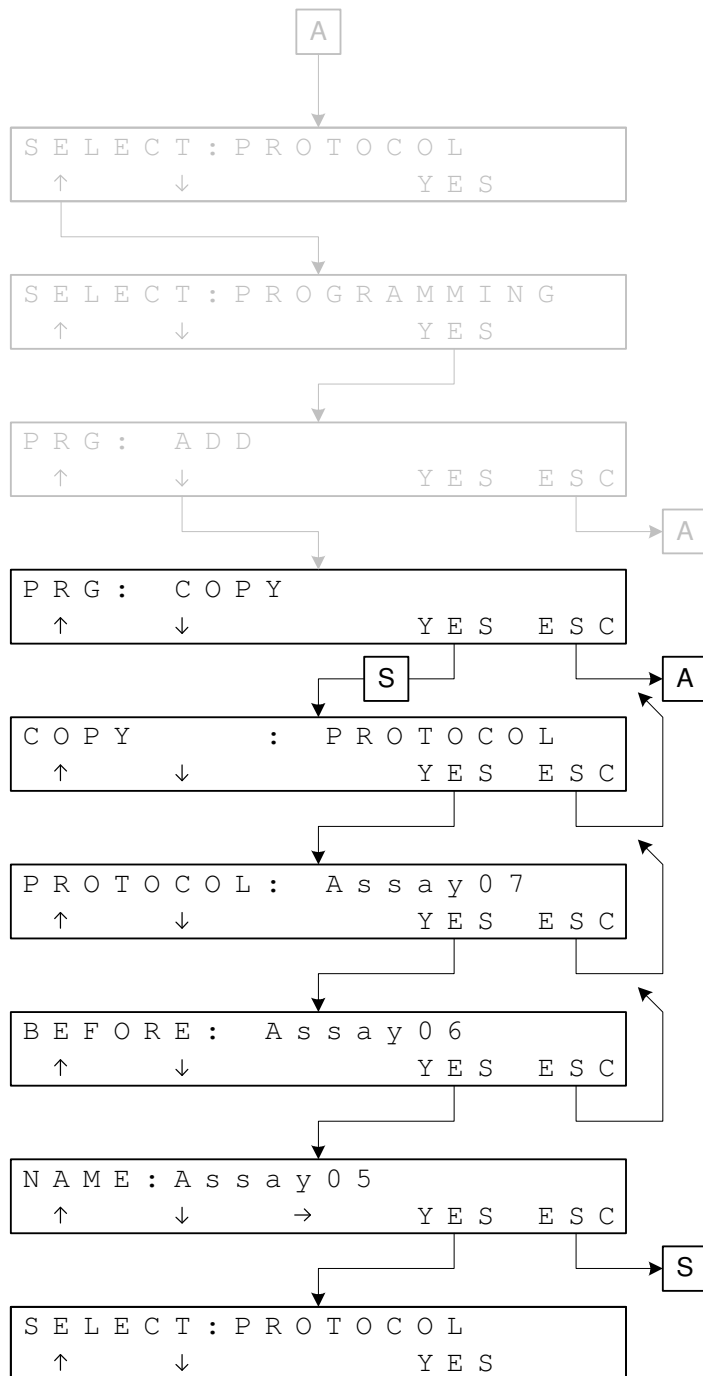 A
SELECT:PROTOCOL
↑ ↓ YES
SELECT:PROGRAMMING
↑ ↓ YES
PRG: ADD
↑ ↓ YES ESC
A
PRG: COPY
↑ ↓ YES ESC
S A
COPY : PROTOCOL
↑ ↓ YES ESC
PROTOCOL: Assay07
↑ ↓ YES ESC
BEFORE: Assay06
↑ ↓ YES ESC
NAME:Assay05
↑ ↓ → YES ESC
S
SELECT:PROTOCOL
↑ ↓ YES